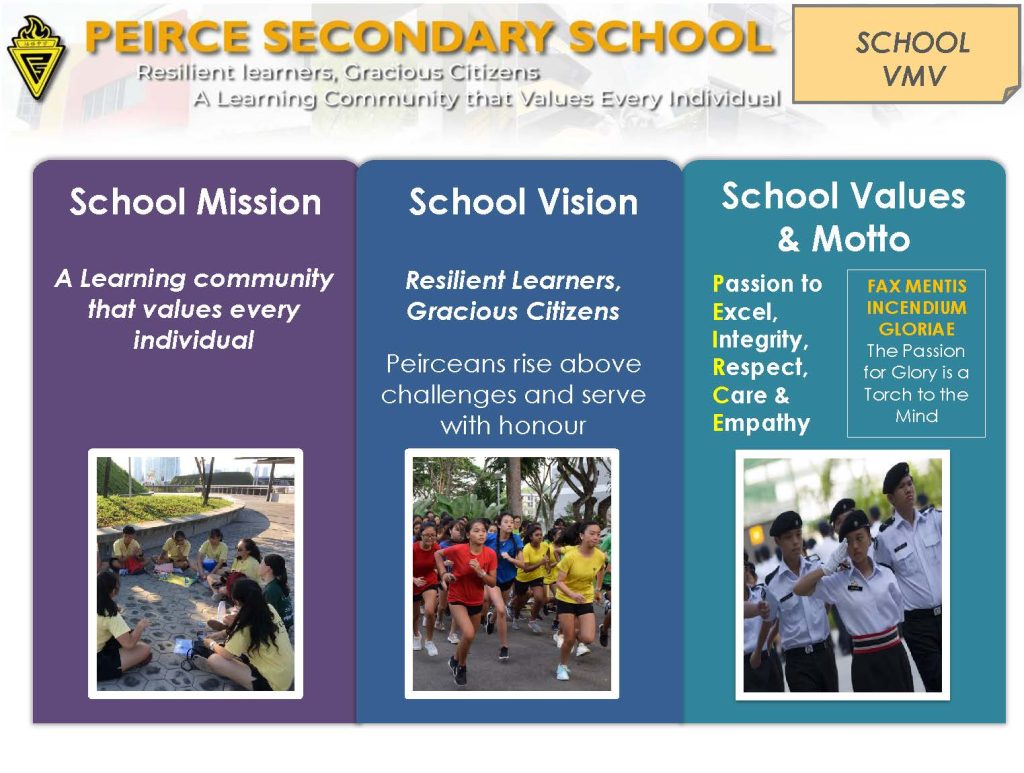 PEIRCE SECONDARY SCHOOL
Resilient learners, Gracious Citizens
A Learning Community that Values Every Individual
SCHOOL
VMV
School Mission
A Learning community
that values every
individual
School Vision
Resilient Learners,
Gracious Citizens
Peirceans rise above
challenges and serve
with honour
School Values
& Motto
Passion to
Excel,
Integrity,
Respect,
Care &
Empathy
FAX MENTIS
INCENDIUM
GLORIAE
The Passion
for Glory is a
Torch to the
Mind